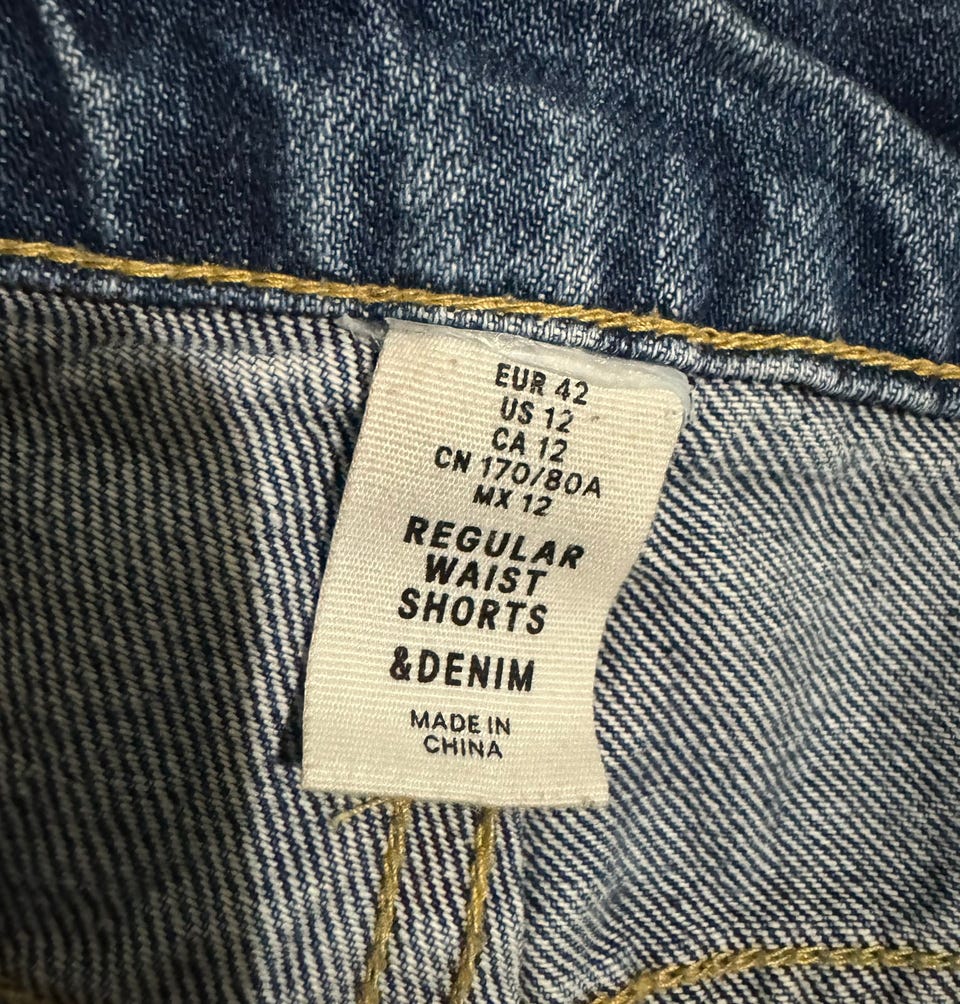 EUR 42
US 12
CA 12
CN 170/80A
MX 12
REGULAR
WAIST
SHORTS
&DENIM
MADE IN
CHINA